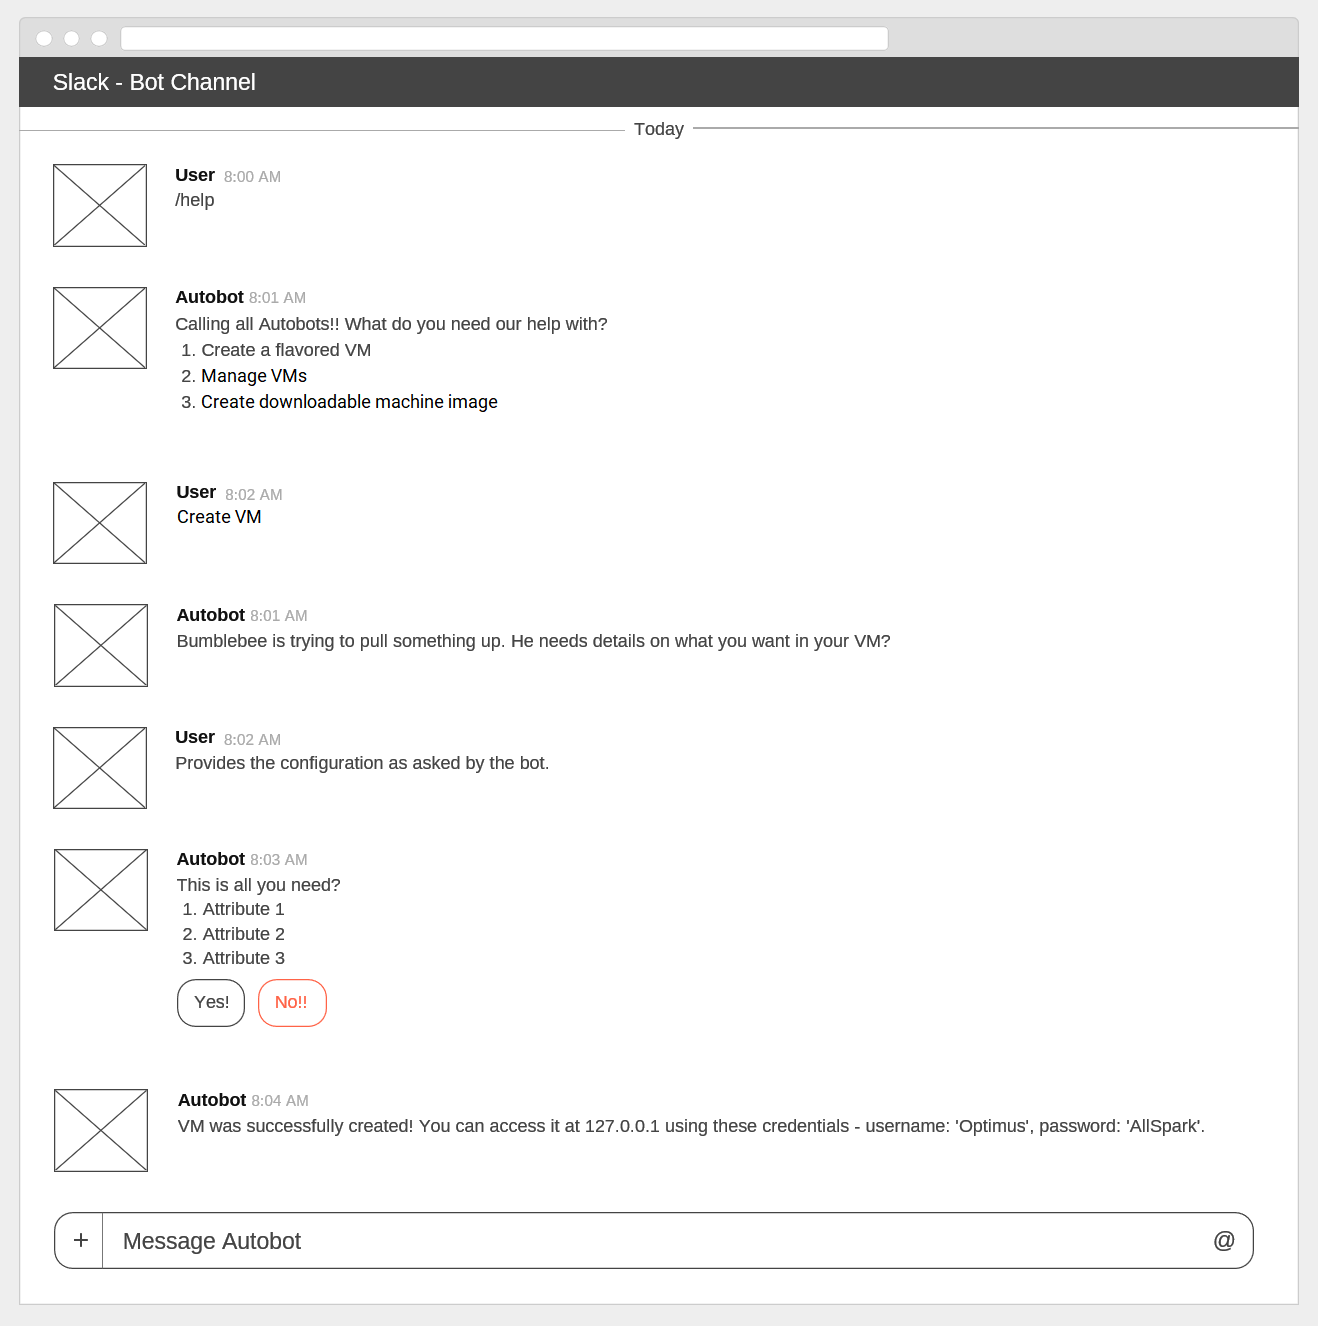 Slack - Bot Channel
Today
User 8:00 AM
/help
Autobot 8:01 AM
Calling all Autobots!! What do you need our help with?
1. Create a flavored VM
2. Manage VMs
3. Create downloadable machine image
User 8:02 AM
Create VM
Autobot 8:01 AM
Bumblebee is trying to pull something up. He needs details on what you want in your VM?
User 8:02 AM
Provides the configuration as asked by the bot.
Autobot 8:03 AM
This is all you need?
1. Attribute 1
2. Attribute 2
3. Attribute 3
Yes! No!!
Autobot 8:04 AM
VM was successfully created! You can access it at 127.0.0.1 using these credentials - username: 'Optimus', password: 'AllSpark'.
+ Message Autobot @